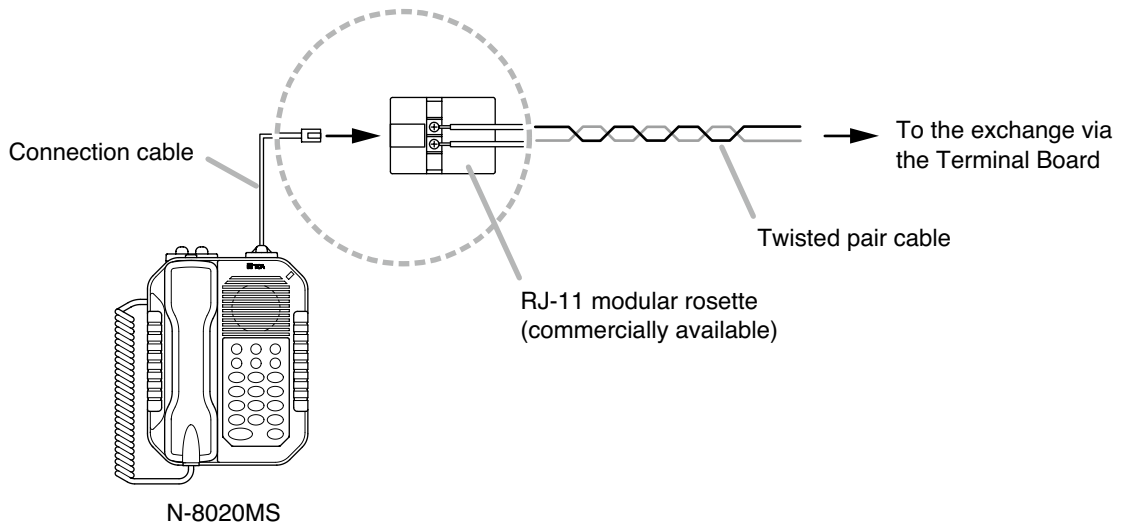 Connection cable
To the exchange via
the Terminal Board
Twisted pair cable
RJ-11 modular rosette
(commercially available)
TOA
N-8020MS